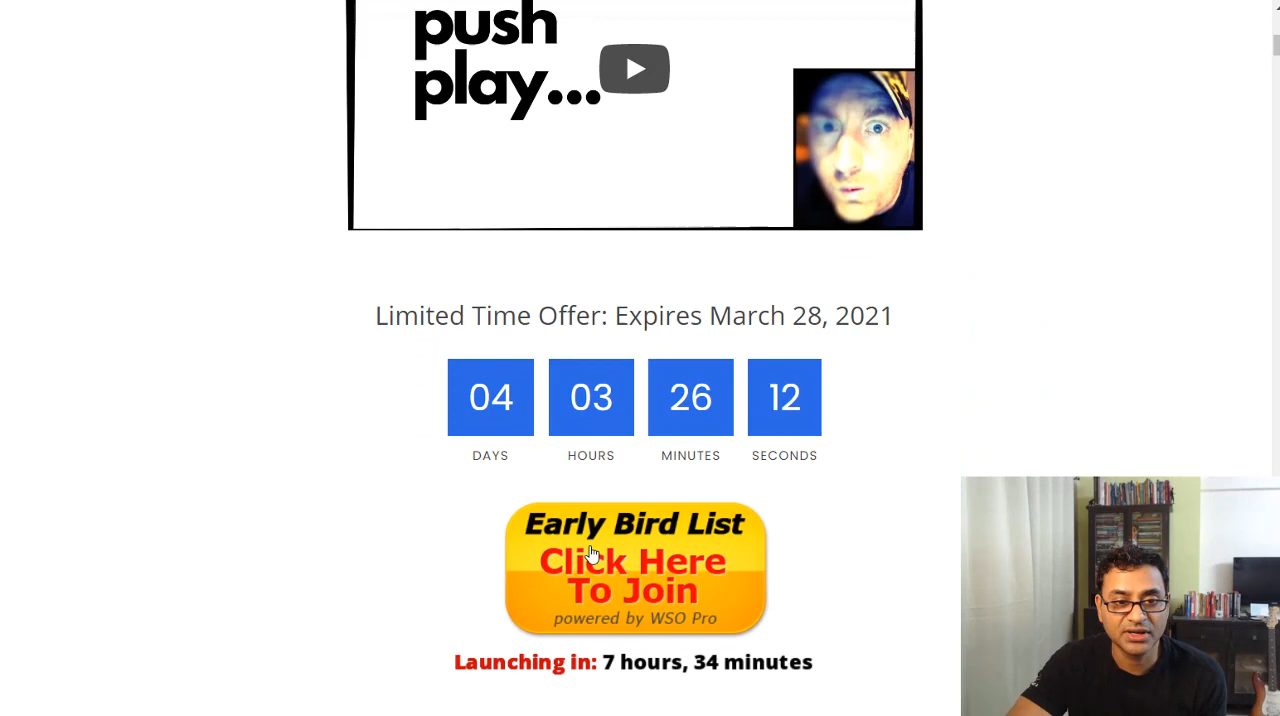 push
play...
Limited Time Offer: Expires March 28, 2021
04 03 26 12
DAYS HOURS MINUTES SECONDS
Early Bird List
Click Here
To Join
powered by WSO Pro
Launching in: 7 hours, 34 minutes